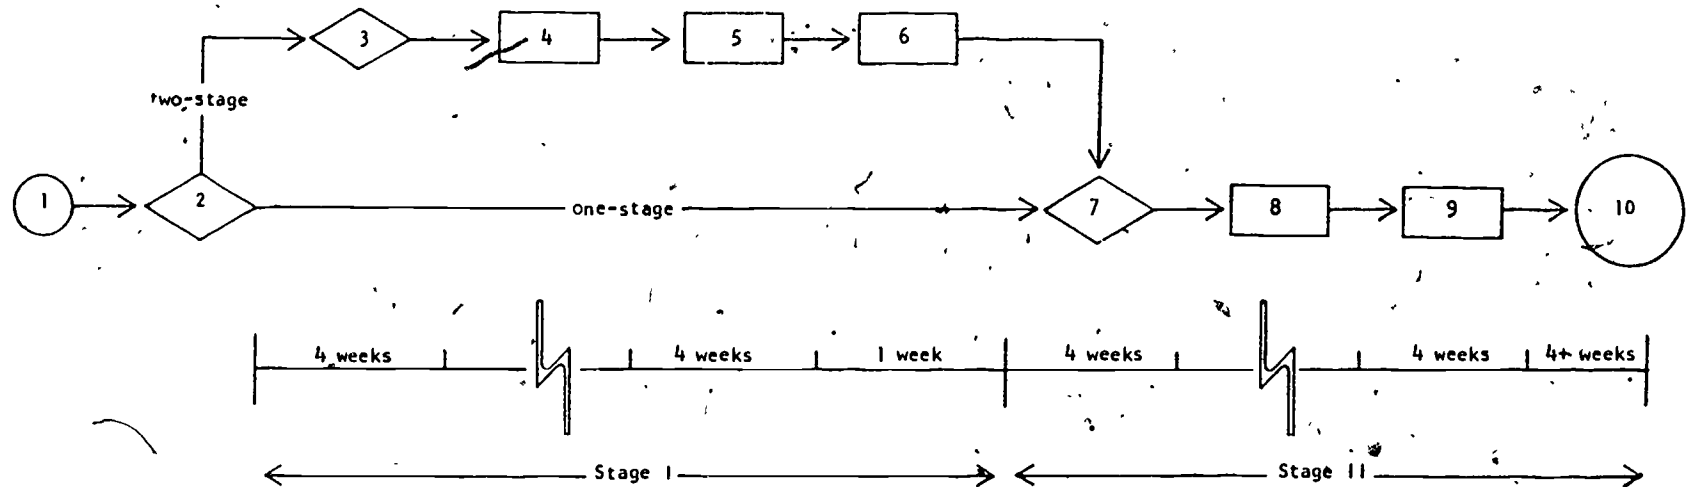 3 4 5 6
two-stage
1 2 one-stage 7 8 9 10
4 weeks 4 weeks 1 week 4 weeks 4 weeks 4+ weeks
Stage I Stage II